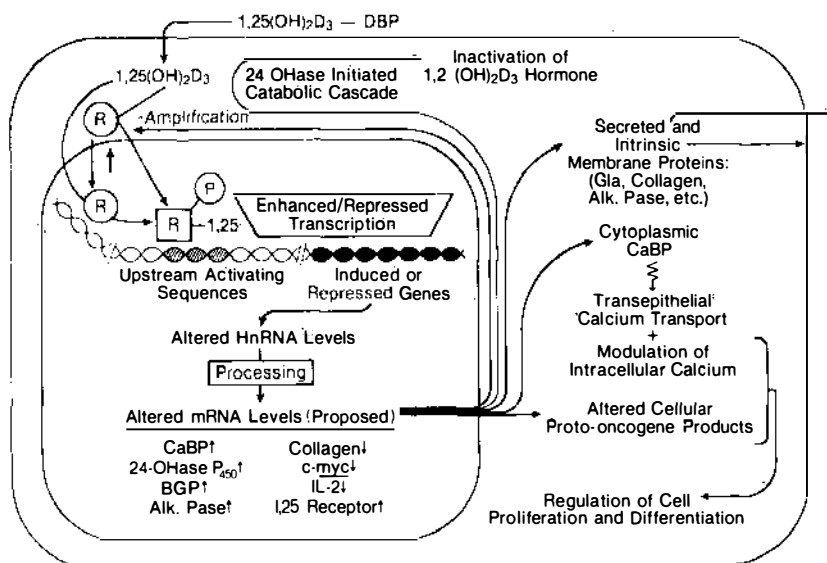 1,25(OH)₂D₃ — DBP
1,25(OH)₂D₃
24 OHase Initiated
Catabolic Cascade
Inactivation of
1,2 (OH)₂D₃ Hormone
R
Amplification
R
R
P
1,25
Enhanced/Repressed
Transcription
Upstream Activating
Sequences
Induced or
Repressed Genes
Altered HnRNA Levels
Processing
Altered mRNA Levels (Proposed)
CaBP↑
24-OHase P₄₅₀↑
BGP↑
Alk. Pase↑
Collagen↓
c-myc↓
IL-2↓
1,25 Receptor↑
Secreted and
Intrinsic
Membrane Proteins:
(Gla, Collagen,
Alk. Pase, etc.)
Cytoplasmic
CaBP
Transepithelial
Calcium Transport
+
Modulation of
Intracellular Calcium
Altered Cellular
Proto-oncogene Products
Regulation of Cell
Proliferation and Differentiation